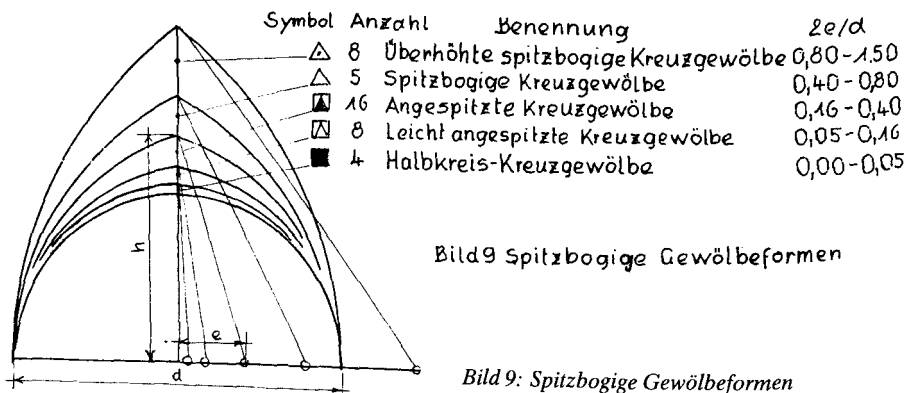 Symbol Anzahl Benennung 2e/d
8 Überhöhte spitzbogige Kreuzgewölbe 0,80-1.50
5 Spitzbogige Kreuzgewölbe 0,40-0,80
16 Angespitzte Kreuzgewölbe 0,16-0,40
8 Leicht angespitzte Kreuzgewölbe 0,05-0,16
4 Halbkreis-Kreuzgewölbe 0,00-0,05
h
Bild 9 Spitzbogige Gewölbeformen
e
d
Bild 9: Spitzbogige Gewölbeformen